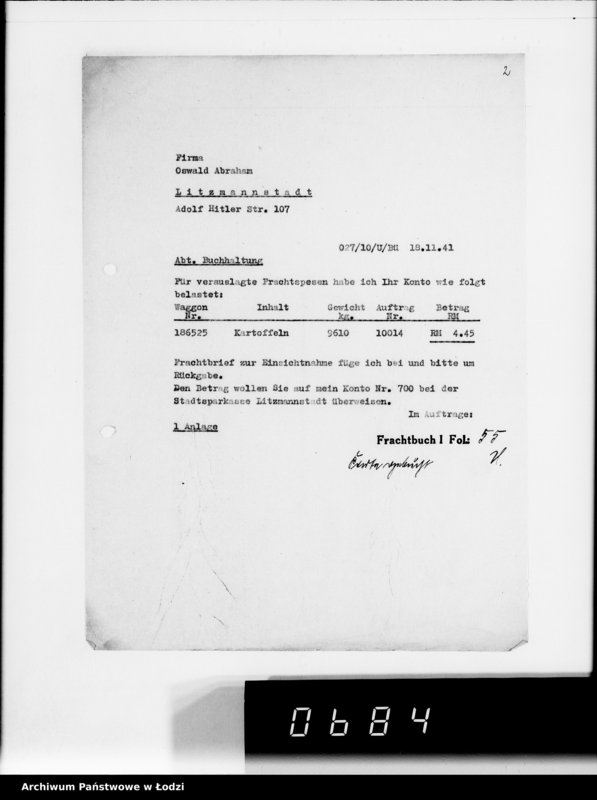 2
Firma
Oswald Abraham
Litzmannstadt
Adolf Hitler Str. 107
027/10/U/BU 18.11.41
Abt. Buchhaltung
Für verauslagte Frachtspesen habe ich Ihr Konto wie folgt
belastet:
Waggon Inhalt Gewicht Auftrag Betrag
Nr. kg. Nr. RM
186525 Kartoffeln 9610 10014 RM 4.45
Frachtbrief zur Einsichtnahme füge ich bei und bitte um
Rückgabe.
Den Betrag wollen Sie auf mein Konto Nr. 700 bei der
Stadtsparkasse Litzmannstadt überweisen.
Im Auftrage:
1 Anlage
Frachtbuch I Fol: 55
gebucht
0684
Archiwum Państwowe w Łodzi